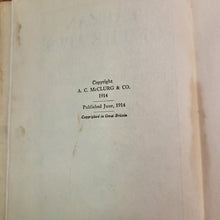 Copyright
A. C. McCLURG & CO.
1914
Published June, 1914
Copyrighted in Great Britain